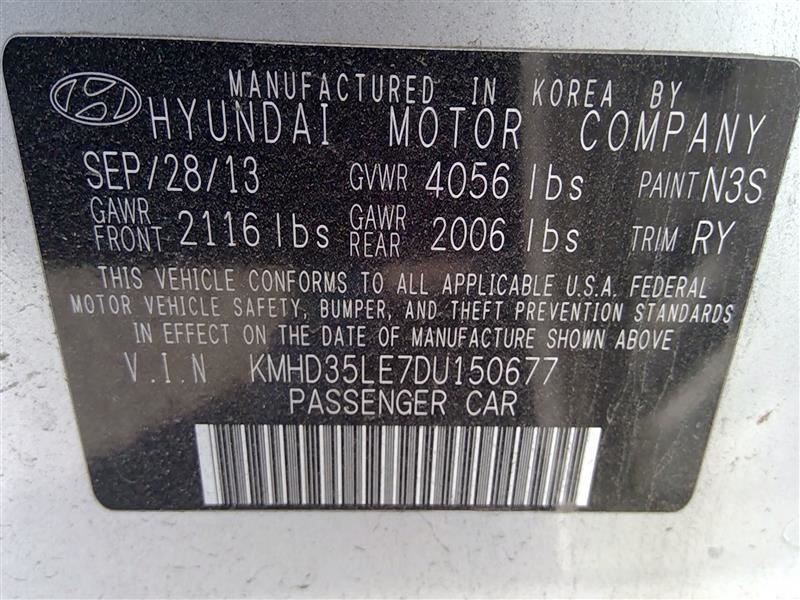 MANUFACTURED IN KOREA BY
HYUNDAI MOTOR COMPANY
SEP/28/13 GVWR 4056 lbs PAINT N3S
GAWR FRONT 2116 lbs GAWR REAR 2006 lbs TRIM RY
THIS VEHICLE CONFORMS TO ALL APPLICABLE U.S.A. FEDERAL
MOTOR VEHICLE SAFETY, BUMPER, AND THEFT PREVENTION STANDARDS
IN EFFECT ON THE DATE OF MANUFACTURE SHOWN ABOVE
V.I.N KMHD35LE7DU150677
PASSENGER CAR